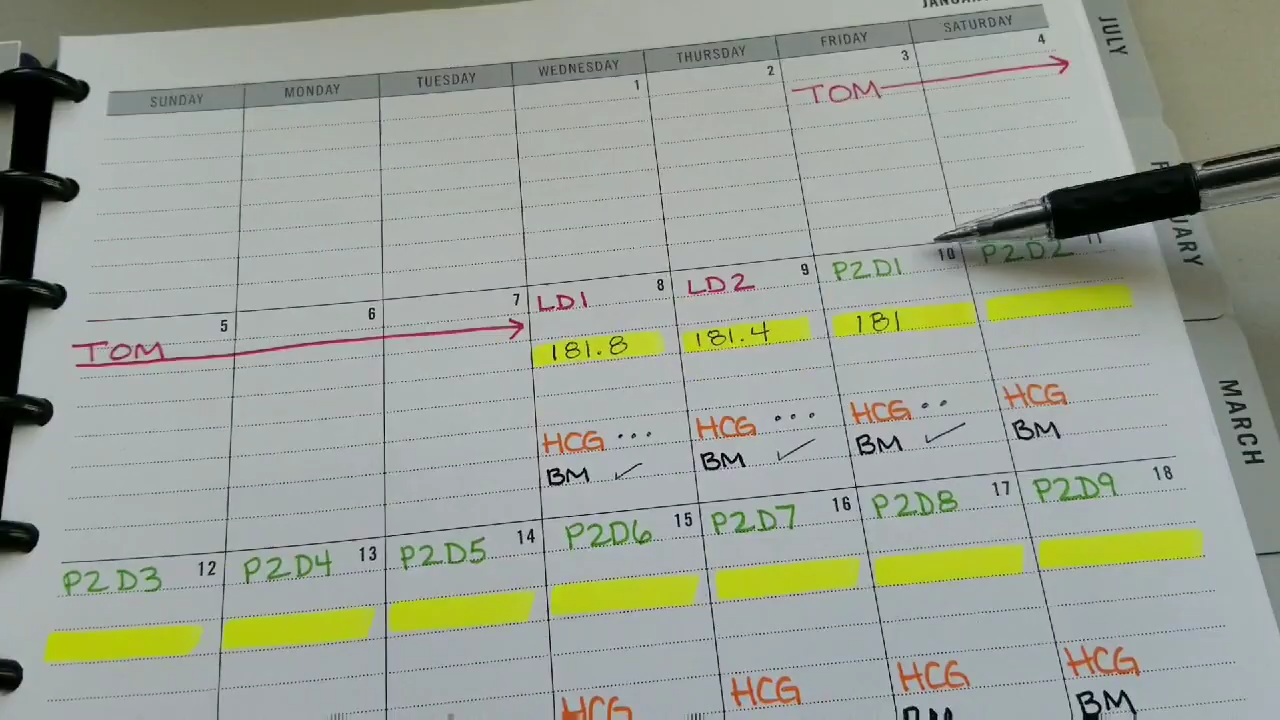 SUNDAY MONDAY TUESDAY WEDNESDAY THURSDAY FRIDAY SATURDAY
1 2 3 4
TOM
5 6 7 8 9 10 11
LD1 LD2 P2D1 P2D2
TOM 181.8 181.4 181
HCG ... HCG ... HCG .. HCG
BM ✓ BM ✓ BM ✓ BM
P2D3 12 P2D4 13 P2D5 14 P2D6 15 P2D7 16 P2D8 17 P2D9 18
HCG HCG HCG HCG
BM BM
JULY
MARCH